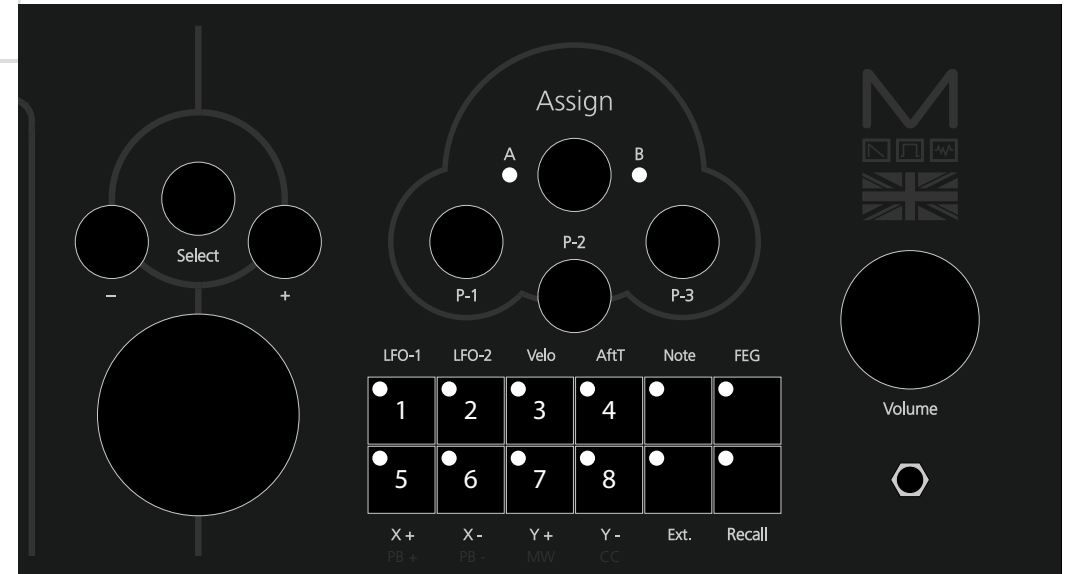 Assign
A
B
Select
P-2
−
+
P-1
P-3
LFO-1 LFO-2 Velo AftT Note FEG
1 2 3 4
Volume
5 6 7 8
X + X - Y + Y - Ext. Recall
PB + PB - MW CC
M